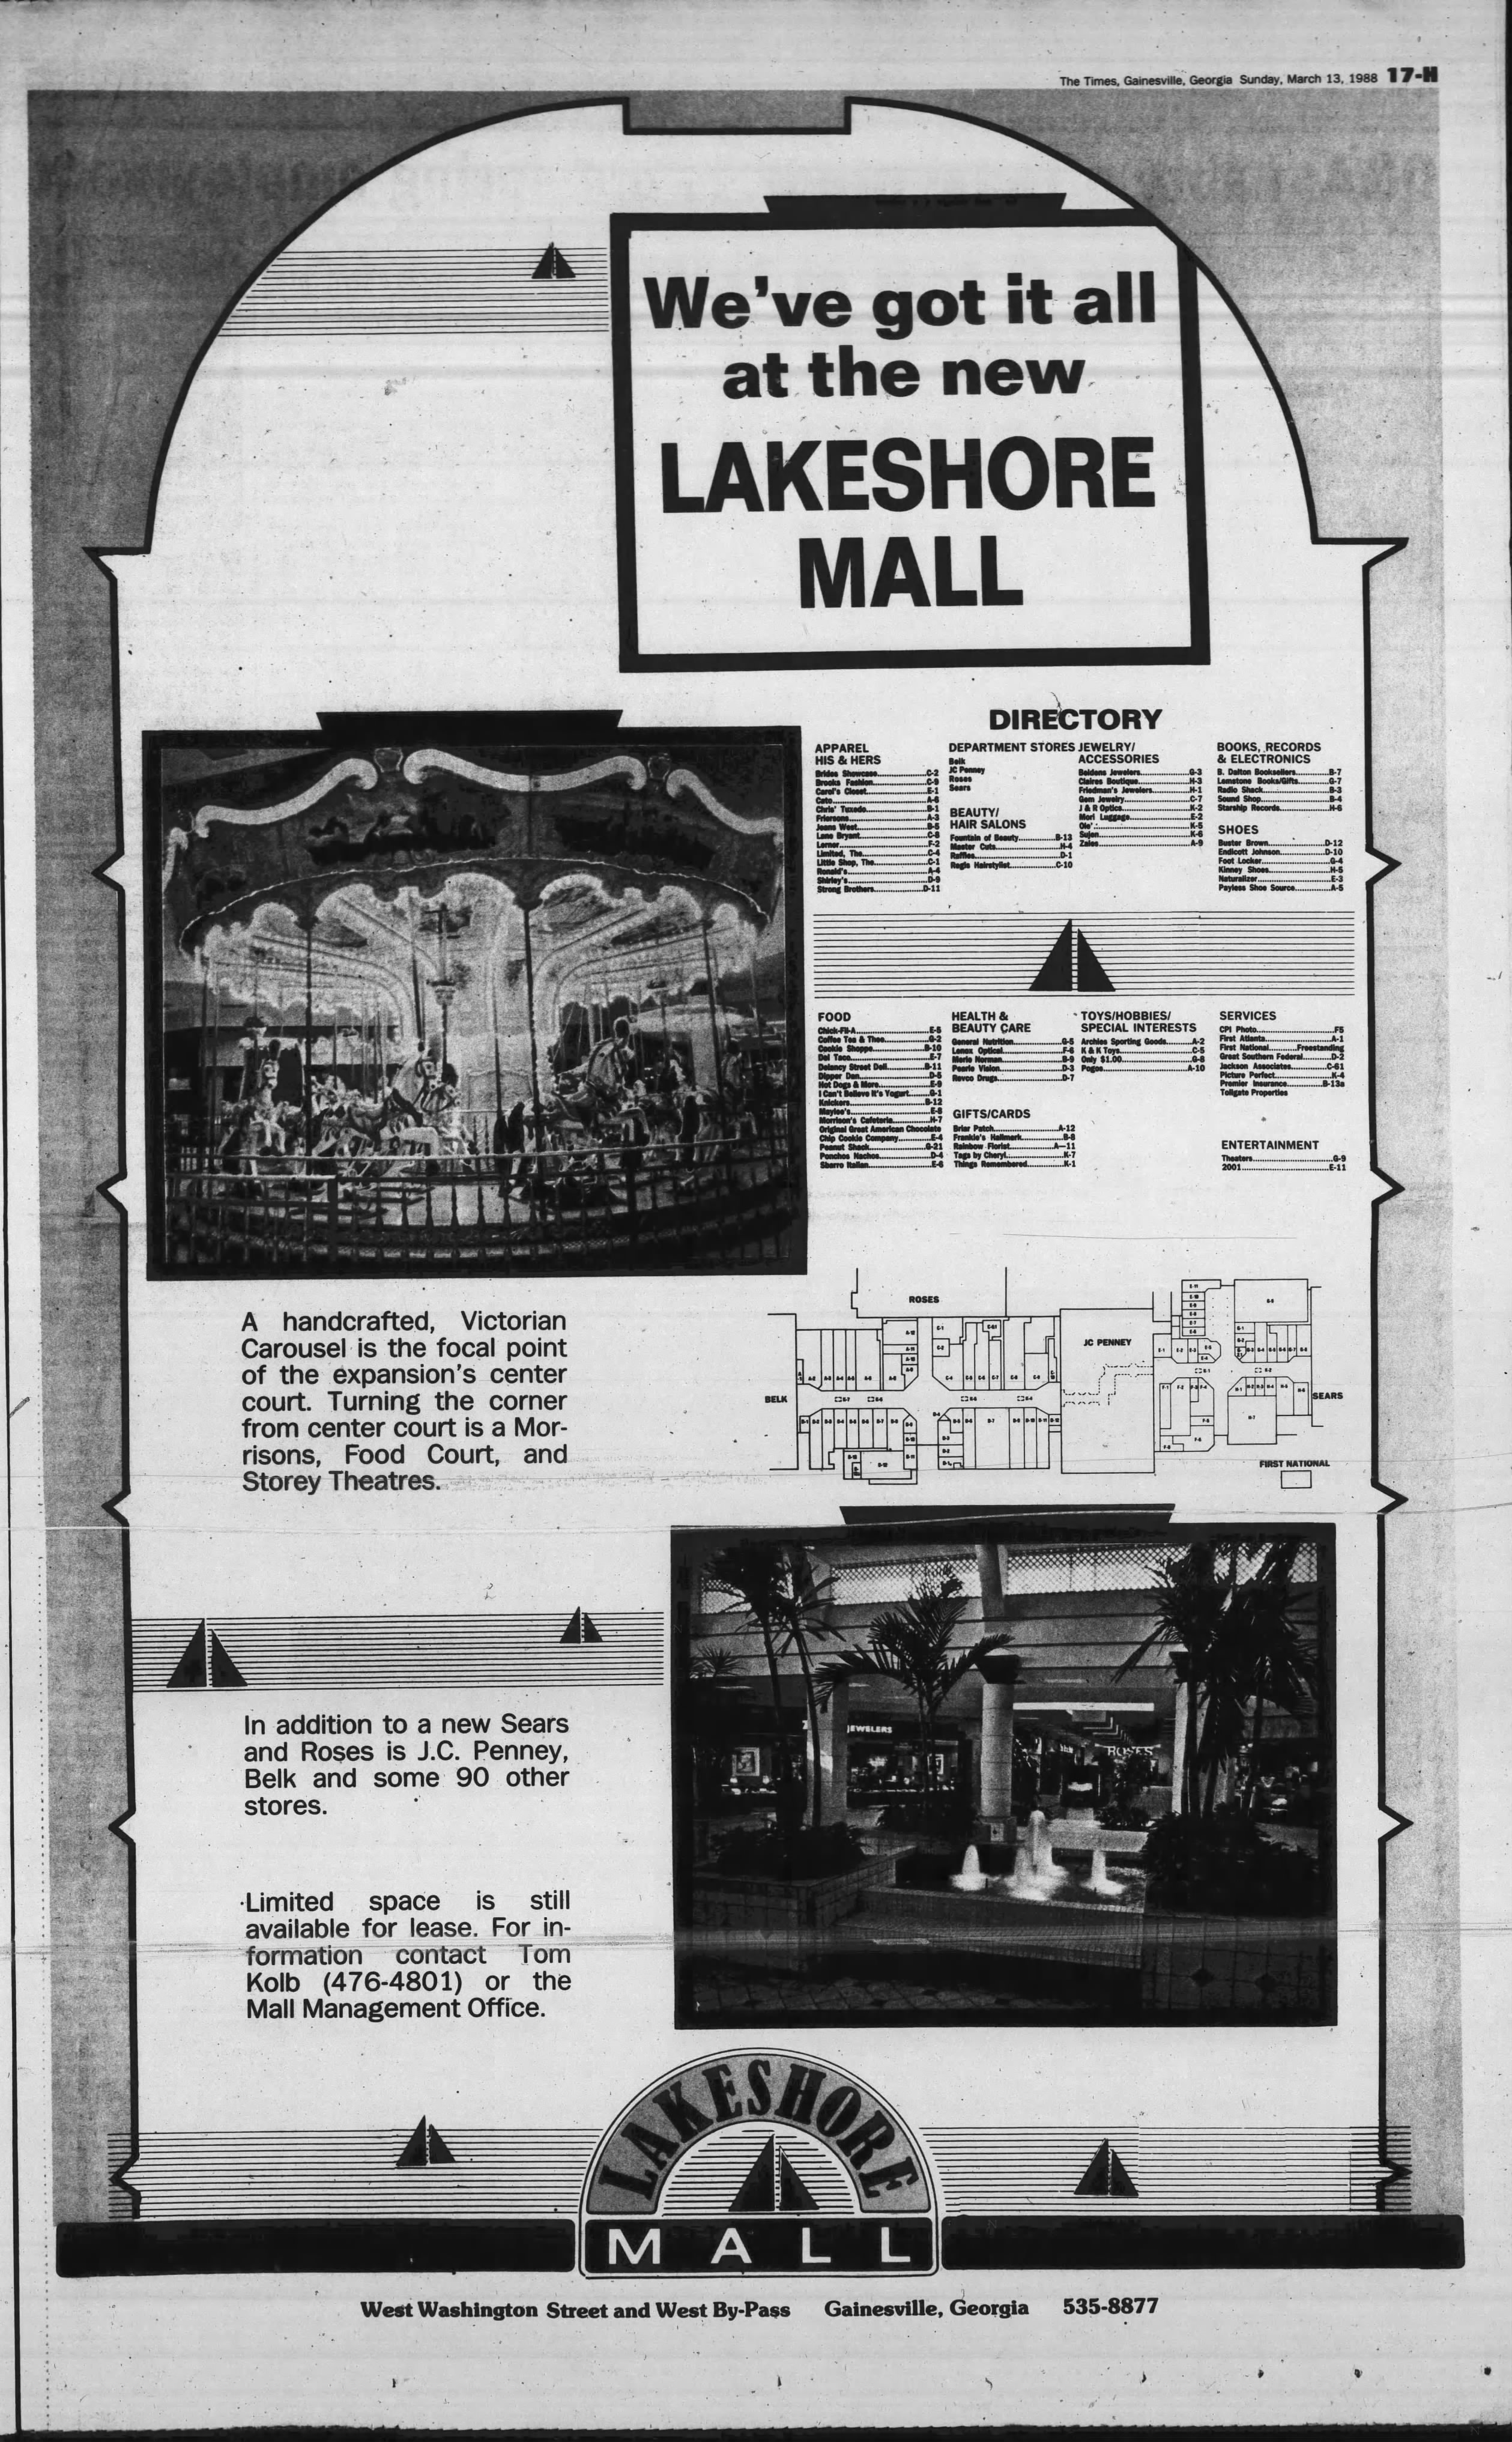 The Times, Gainesville, Georgia Sunday, March 13, 1988 17-H
We've got it all
at the new
LAKESHORE
MALL
DIRECTORY
APPAREL
HIS & HERS
Brides Showcase C-2
Brooks Fashion C-9
Carol's Closet E-1
Cato A-6
Chris' Tuxedo B-1
Friersons A-3
Jeans West B-5
Lane Bryant C-8
Lerner F-2
Limited, The C-4
Little Shop, The C-1
Ronald's A-4
Shirley's D-9
Strong Brothers D-11
DEPARTMENT STORES
Belk
JC Penney
Roses
Sears
BEAUTY/
HAIR SALONS
Fountain of Beauty B-13
Master Cuts H-4
Raffles D-1
Regis Hairstylist C-10
JEWELRY/
ACCESSORIES
Beldens Jewelers G-3
Claires Boutique H-3
Friedman's Jewelers H-1
Gem Jewelry C-7
J & R Optics K-2
Mori Luggage E-2
Ole' K-5
Sujen K-6
Zales A-9
BOOKS, RECORDS
& ELECTRONICS
B. Dalton Booksellers B-7
Lemstone Books/Gifts G-7
Radio Shack B-3
Sound Shop B-4
Starship Records H-6
SHOES
Buster Brown D-12
Endicott Johnson D-10
Foot Locker G-4
Kinney Shoes H-5
Naturalizer E-3
Payless Shoe Source A-5
FOOD
Chick-Fil-A E-5
Coffee Tea & Thee G-2
Cookie Shoppe B-10
Del Taco E-7
Delancy Street Deli B-11
Dipper Dan D-5
Hot Dogs & More E-9
I Can't Believe It's Yogurt G-1
Knickers B-12
Maylee's E-8
Morrison's Cafeteria H-7
Original Great American Chocolate
Chip Cookie Company E-4
Peanut Shack G-21
Ponchos Nachos D-4
Sbarro Italian E-6
HEALTH &
BEAUTY CARE
General Nutrition G-5
Lenox Optical F-6
Merle Norman B-9
Pearle Vision D-3
Revco Drugs D-7
GIFTS/CARDS
Briar Patch A-12
Frankie's Hallmark B-8
Rainbow Florist A-11
Tags by Cheryl K-7
Things Remembered K-1
TOYS/HOBBIES/
SPECIAL INTERESTS
Archies Sporting Goods A-2
K & K Toys C-5
Only $1.00 G-8
Pogos A-10
SERVICES
CPI Photo F5
First Atlanta A-1
First National Freestanding
Great Southern Federal D-2
Jackson Associates C-61
Picture Perfect K-4
Premier Insurance B-13a
Tollgate Properties
ENTERTAINMENT
Theaters G-9
2001 E-11
ROSES
JC PENNEY
BELK
SEARS
FIRST NATIONAL
A handcrafted, Victorian
Carousel is the focal point
of the expansion's center
court. Turning the corner
from center court is a Mor-
risons, Food Court, and
Storey Theatres.
JEWELERS
ROSES
In addition to a new Sears
and Roses is J.C. Penney,
Belk and some 90 other
stores.
Limited space is still
available for lease. For in-
formation contact Tom
Kolb (476-4801) or the
Mall Management Office.
LAKESHORE
MALL
West Washington Street and West By-Pass Gainesville, Georgia 535-8877